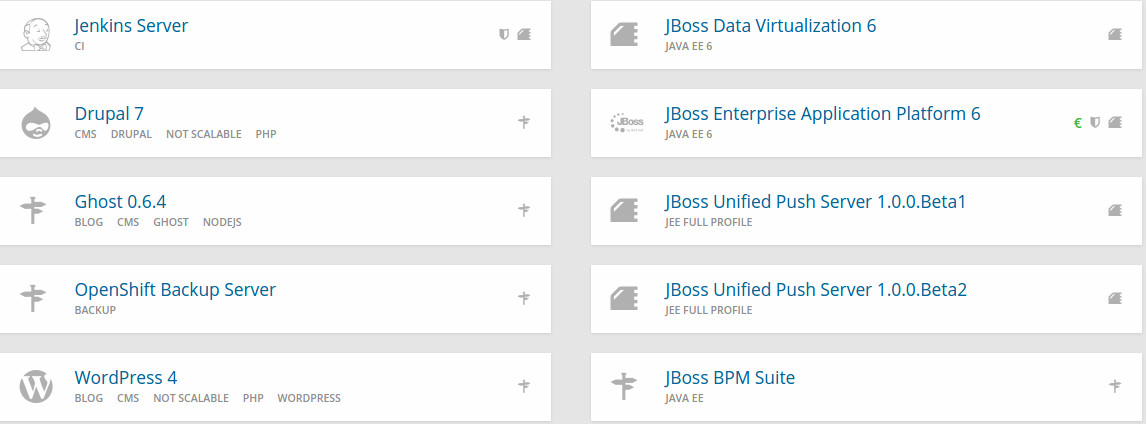 Jenkins Server
CI
Drupal 7
CMS DRUPAL NOT SCALABLE PHP
Ghost 0.6.4
BLOG CMS GHOST NODEJS
OpenShift Backup Server
BACKUP
WordPress 4
BLOG CMS NOT SCALABLE PHP WORDPRESS
JBoss Data Virtualization 6
JAVA EE 6
JBoss
JBoss Enterprise Application Platform 6
€
JAVA EE 6
JBoss Unified Push Server 1.0.0.Beta1
JEE FULL PROFILE
JBoss Unified Push Server 1.0.0.Beta2
JEE FULL PROFILE
JBoss BPM Suite
JAVA EE